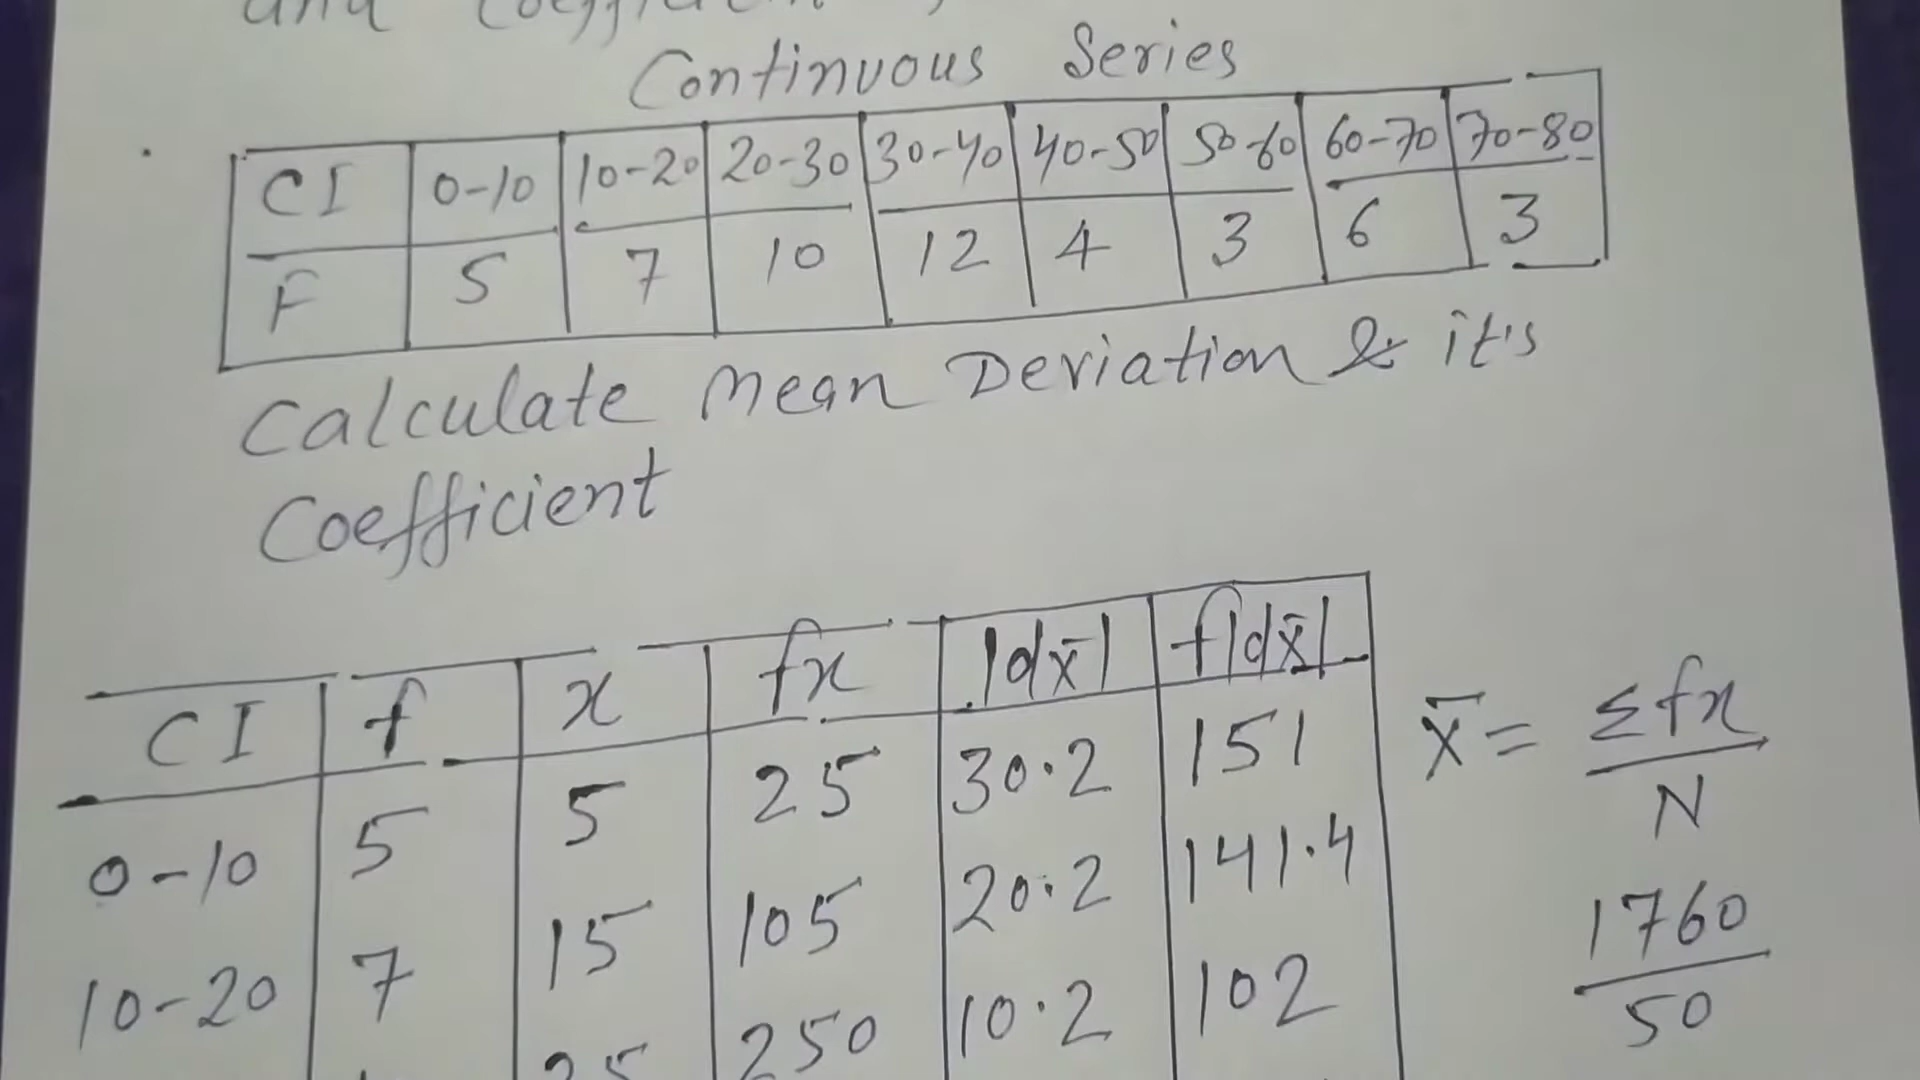 and Coefficient
Continuous Series
CI 0-10 10-20 20-30 30-40 40-50 50-60 60-70 70-80
F 5 7 10 12 4 3 6 3
Calculate Mean Deviation & it's
Coefficient
CI f x fx |dx̄| f|dx̄|
0-10 5 5 25 30.2 151
10-20 7 15 105 20.2 141.4
25 250 10.2 102
x̄ = Σfx / N
1760 / 50